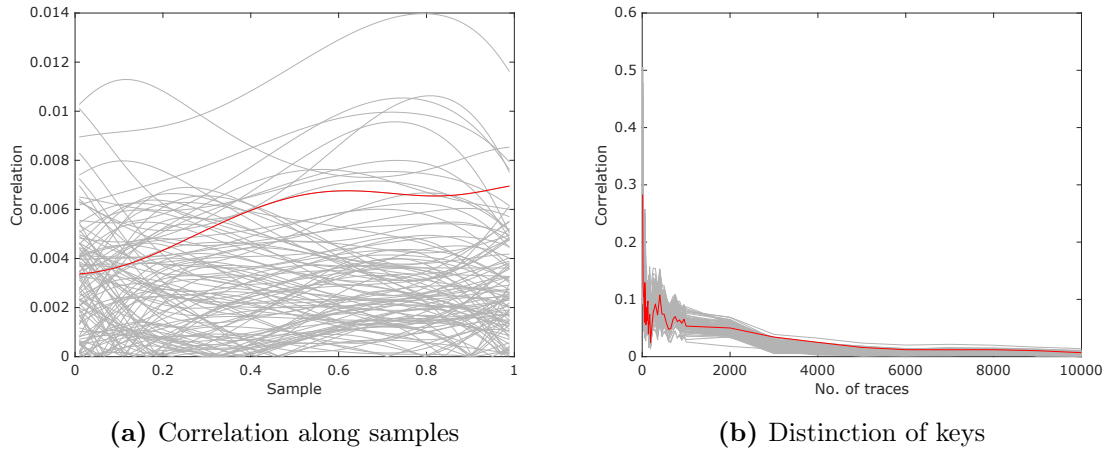 0.014
0.012
0.01
0.008
0.006
0.004
0.002
0
Correlation
0 0.2 0.4 0.6 0.8 1
Sample
(a) Correlation along samples
0.6
0.5
0.4
0.3
0.2
0.1
0
Correlation
0 2000 4000 6000 8000 10000
No. of traces
(b) Distinction of keys